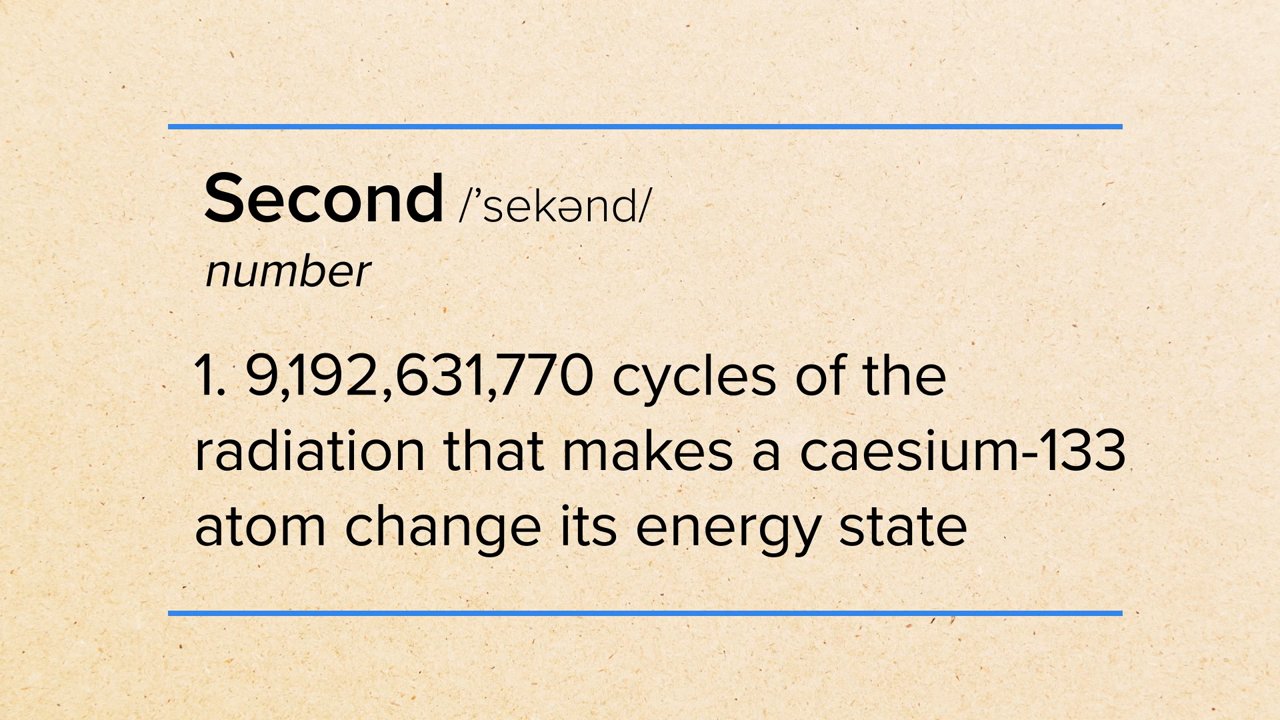 Second /’sekənd/
number
1. 9,192,631,770 cycles of the
radiation that makes a caesium-133
atom change its energy state